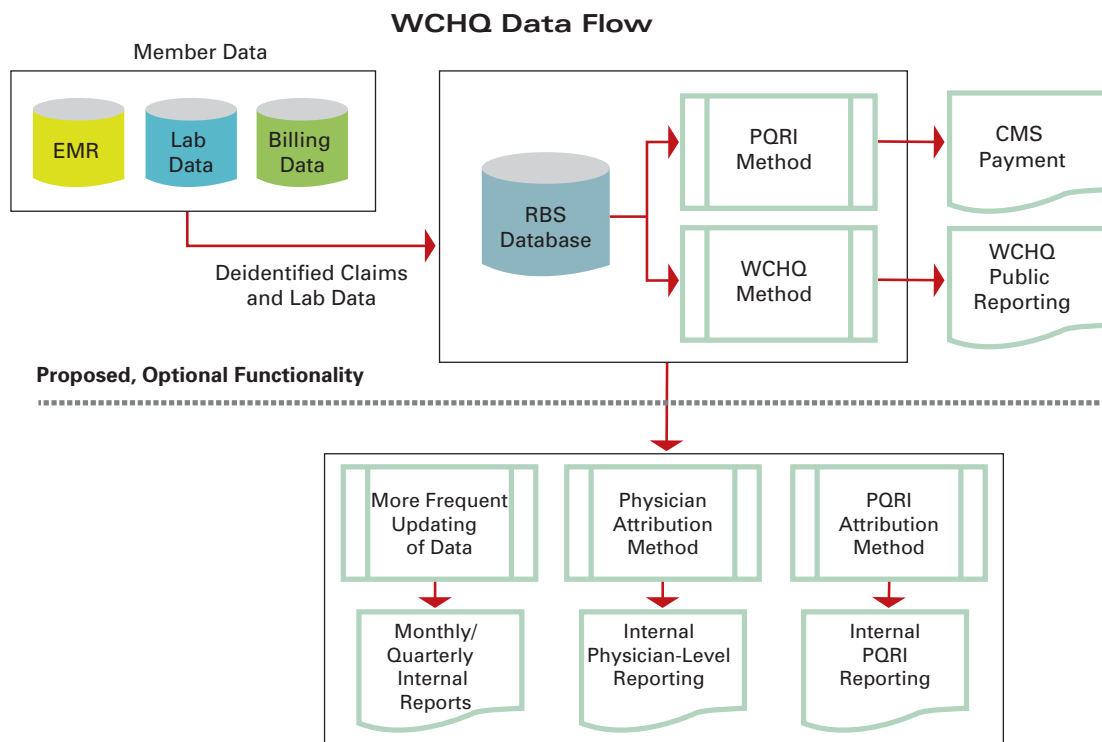 WCHQ Data Flow
Member Data
EMR
Lab
Data
Billing
Data
Deidentified Claims
and Lab Data
RBS
Database
PQRI
Method
WCHQ
Method
CMS
Payment
WCHQ
Public
Reporting
Proposed, Optional Functionality
More Frequent
Updating
of Data
Physician
Attribution
Method
PQRI
Attribution
Method
Monthly/
Quarterly
Internal
Reports
Internal
Physician-Level
Reporting
Internal
PQRI
Reporting